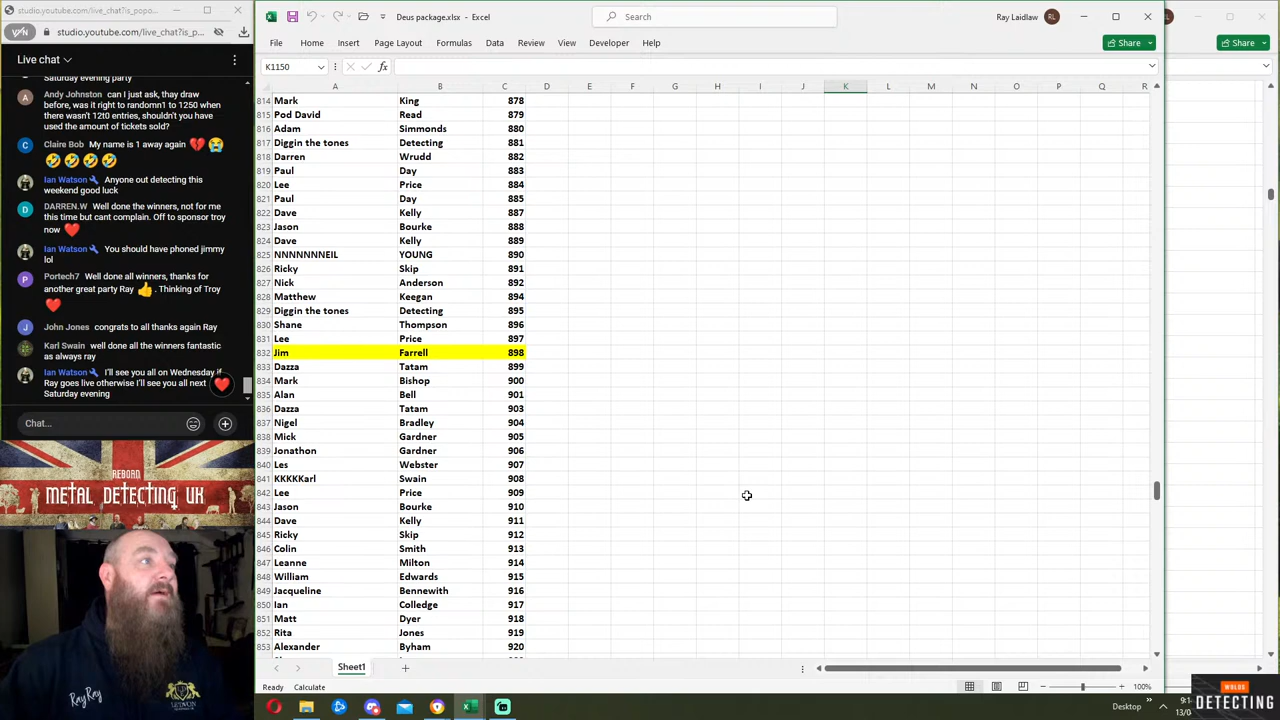 studio.youtube.com/live_chat?is_popo...
studio.youtube.com/live_chat?is_p...
Live chat
Saturday evening party
Andy Johnston can I just ask, thay draw
before, was it right to randomn1 to 1250 when
there wasn't 12t0 entries, shouldn't you have
used the amount of tickets sold?
Claire Bob My name is 1 away again 💔 😭
🤣 🤣 🤣 🤣
Ian Watson Anyone out detecting this
weekend good luck
DARREN.W Well done the winners, not for me
this time but cant complain. Off to sponsor troy
now ❤️
Ian Watson You should have phoned jimmy
lol
Portech7 Well done all winners, thanks for
another great party Ray 👍 . Thinking of Troy
❤️
John Jones congrats to all thanks again Ray
Karl Swain well done all the winners fantastic
as always ray
Ian Watson I'll see you all on Wednesday if
Ray goes live otherwise I'll see you all next
Saturday evening
Chat...
REBORN
METAL DETECTING UK
RayRay
Deus package.xlsx - Excel
Search
Ray Laidlaw RL
File Home Insert Page Layout Formulas Data Review View Developer Help
Share
Share
K1150
fx
A B C D E F G H I J K L M N O P Q R
814 Mark King 878
815 Pod David Read 879
816 Adam Simmonds 880
817 Diggin the tones Detecting 881
818 Darren Wrudd 882
819 Paul Day 883
820 Lee Price 884
821 Paul Day 885
822 Dave Kelly 887
823 Jason Bourke 888
824 Dave Kelly 889
825 NNNNNNNEIL YOUNG 890
826 Ricky Skip 891
827 Nick Anderson 892
828 Matthew Keegan 894
829 Diggin the tones Detecting 895
830 Shane Thompson 896
831 Lee Price 897
832 Jim Farrell 898
833 Dazza Tatam 899
834 Mark Bishop 900
835 Alan Bell 901
836 Dazza Tatam 903
837 Nigel Bradley 904
838 Mick Gardner 905
839 Jonathon Gardner 906
840 Les Webster 907
841 KKKKKarl Swain 908
842 Lee Price 909
843 Jason Bourke 910
844 Dave Kelly 911
845 Ricky Skip 912
846 Colin Smith 913
847 Leanne Milton 914
848 William Edwards 915
849 Jacqueline Bennewith 916
850 Ian Colledge 917
851 Matt Dyer 918
852 Rita Jones 919
853 Alexander Byham 920
Sheet1
Ready Calculate
100%
Desktop
DETECTING